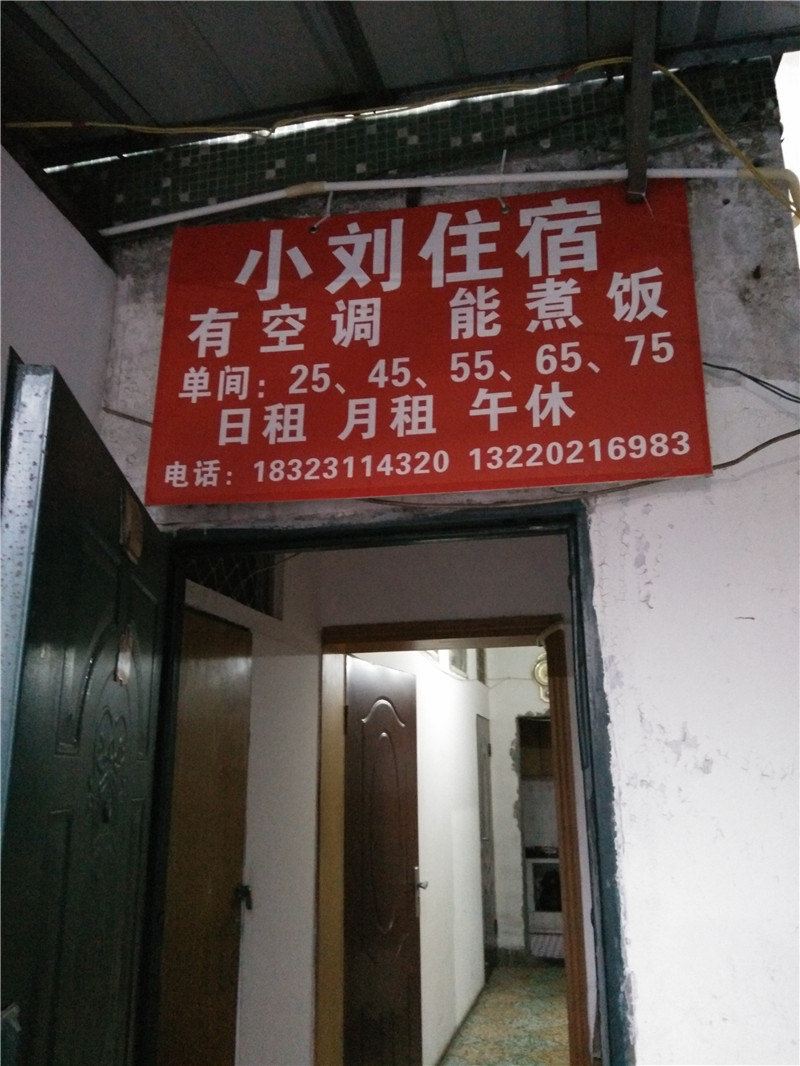 小刘住宿
有空调 能煮饭
单间：25、45、55、65、75
日租 月租 午休
电话：18323114320 13220216983